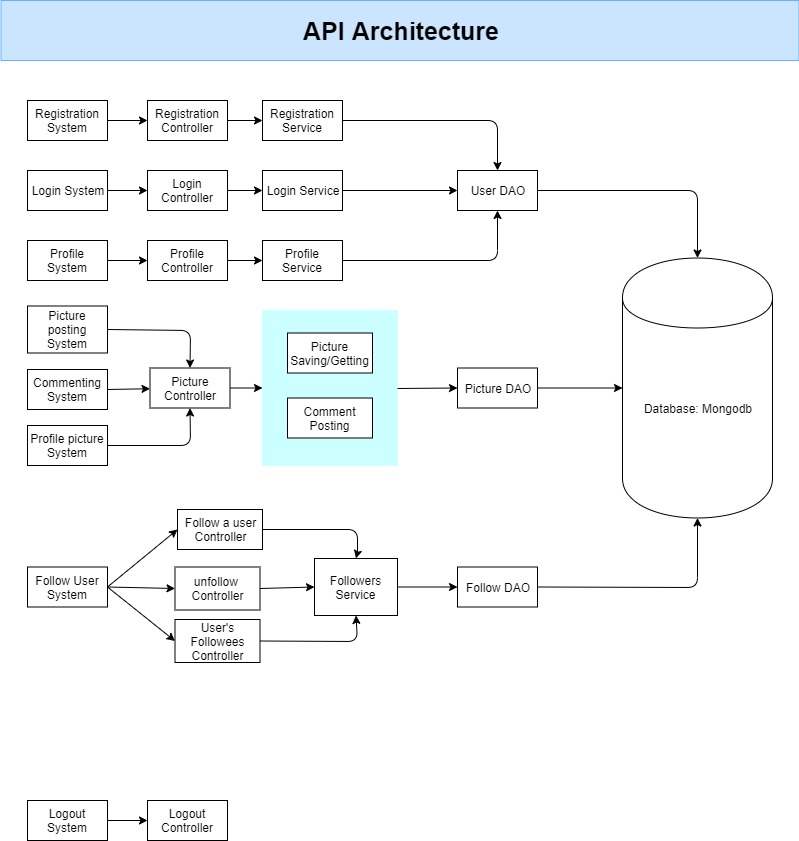 API Architecture
Registration
System
Registration
Controller
Registration
Service
Login System
Login
Controller
Login Service
User DAO
Profile
System
Profile
Controller
Profile
Service
Picture
posting
System
Commenting
System
Profile picture
System
Picture
Controller
Picture
Saving/Getting
Comment
Posting
Picture DAO
Database: Mongodb
Follow User
System
Follow a user
Controller
unfollow
Controller
User's
Followees
Controller
Followers
Service
Follow DAO
Logout
System
Logout
Controller